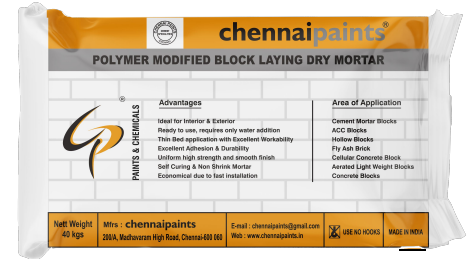 chennaipaints®
POLYMER MODIFIED BLOCK LAYING DRY MORTAR
®
PAINTS & CHEMICALS
Advantages
Ideal for Interior & Exterior
Ready to use, requires only water addition
Thin Bed application with Excellent Workability
Excellent Adhesion & Durability
Uniform high strength and smooth finish
Self Curing & Non Shrink Mortar
Economical due to fast installation
Area of Application
Cement Mortar Blocks
ACC Blocks
Hollow Blocks
Fly Ash Brick
Cellular Concrete Block
Aerated Light Weight Blocks
Concrete Blocks
Nett Weight
40 kgs
Mfrs : chennaipaints
200/A, Madhavaram High Road, Chennai-600 060
E-mail : chennaipaints@gmail.com
Web : www.chennaipaints.in
USE NO HOOKS
MADE IN INDIA